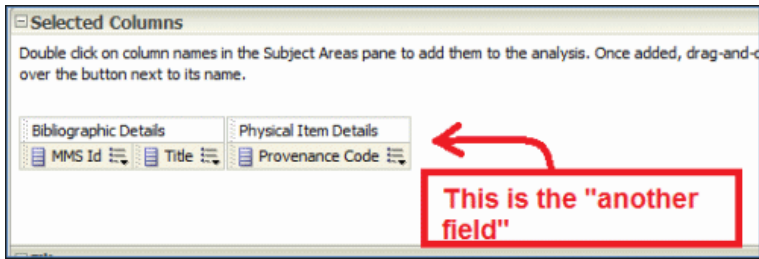 Selected Columns
Double click on column names in the Subject Areas pane to add them to the analysis. Once added, drag-and-
over the button next to its name.
Bibliographic Details Physical Item Details
MMS Id Title Provenance Code
This is the "another
field"